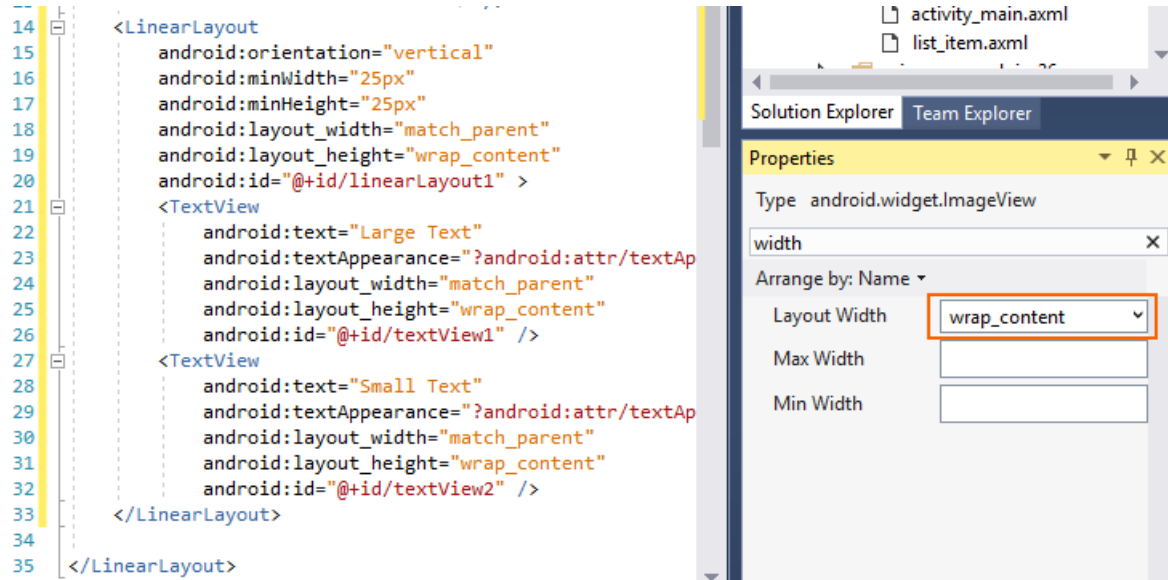 14 <LinearLayout
15 android:orientation="vertical"
16 android:minWidth="25px"
17 android:minHeight="25px"
18 android:layout_width="match_parent"
19 android:layout_height="wrap_content"
20 android:id="@+id/linearLayout1" >
21 <TextView
22 android:text="Large Text"
23 android:textAppearance="?android:attr/textAp
24 android:layout_width="match_parent"
25 android:layout_height="wrap_content"
26 android:id="@+id/textView1" />
27 <TextView
28 android:text="Small Text"
29 android:textAppearance="?android:attr/textAp
30 android:layout_width="match_parent"
31 android:layout_height="wrap_content"
32 android:id="@+id/textView2" />
33 </LinearLayout>
34
35 </LinearLayout>
activity_main.axml
list_item.axml
Solution Explorer Team Explorer
Properties
Type android.widget.ImageView
width
Arrange by: Name
Layout Width wrap_content
Max Width
Min Width